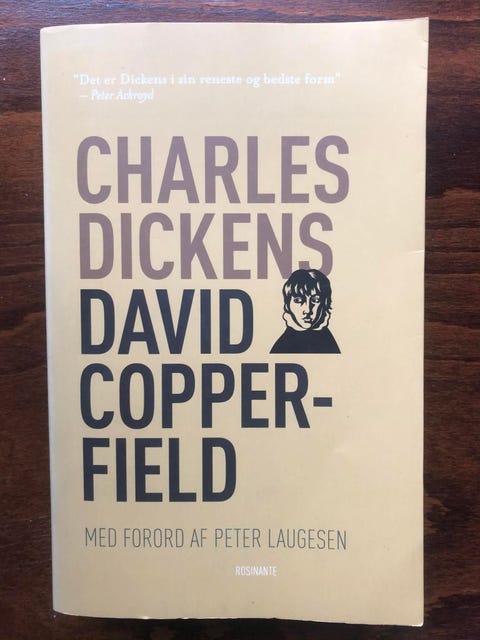 "Det er Dickens i sin reneste og bedste form"
– Peter Ackroyd
CHARLES
DICKENS
DAVID
COPPER-
FIELD
MED FORORD AF PETER LAUGESEN
ROSINANTE